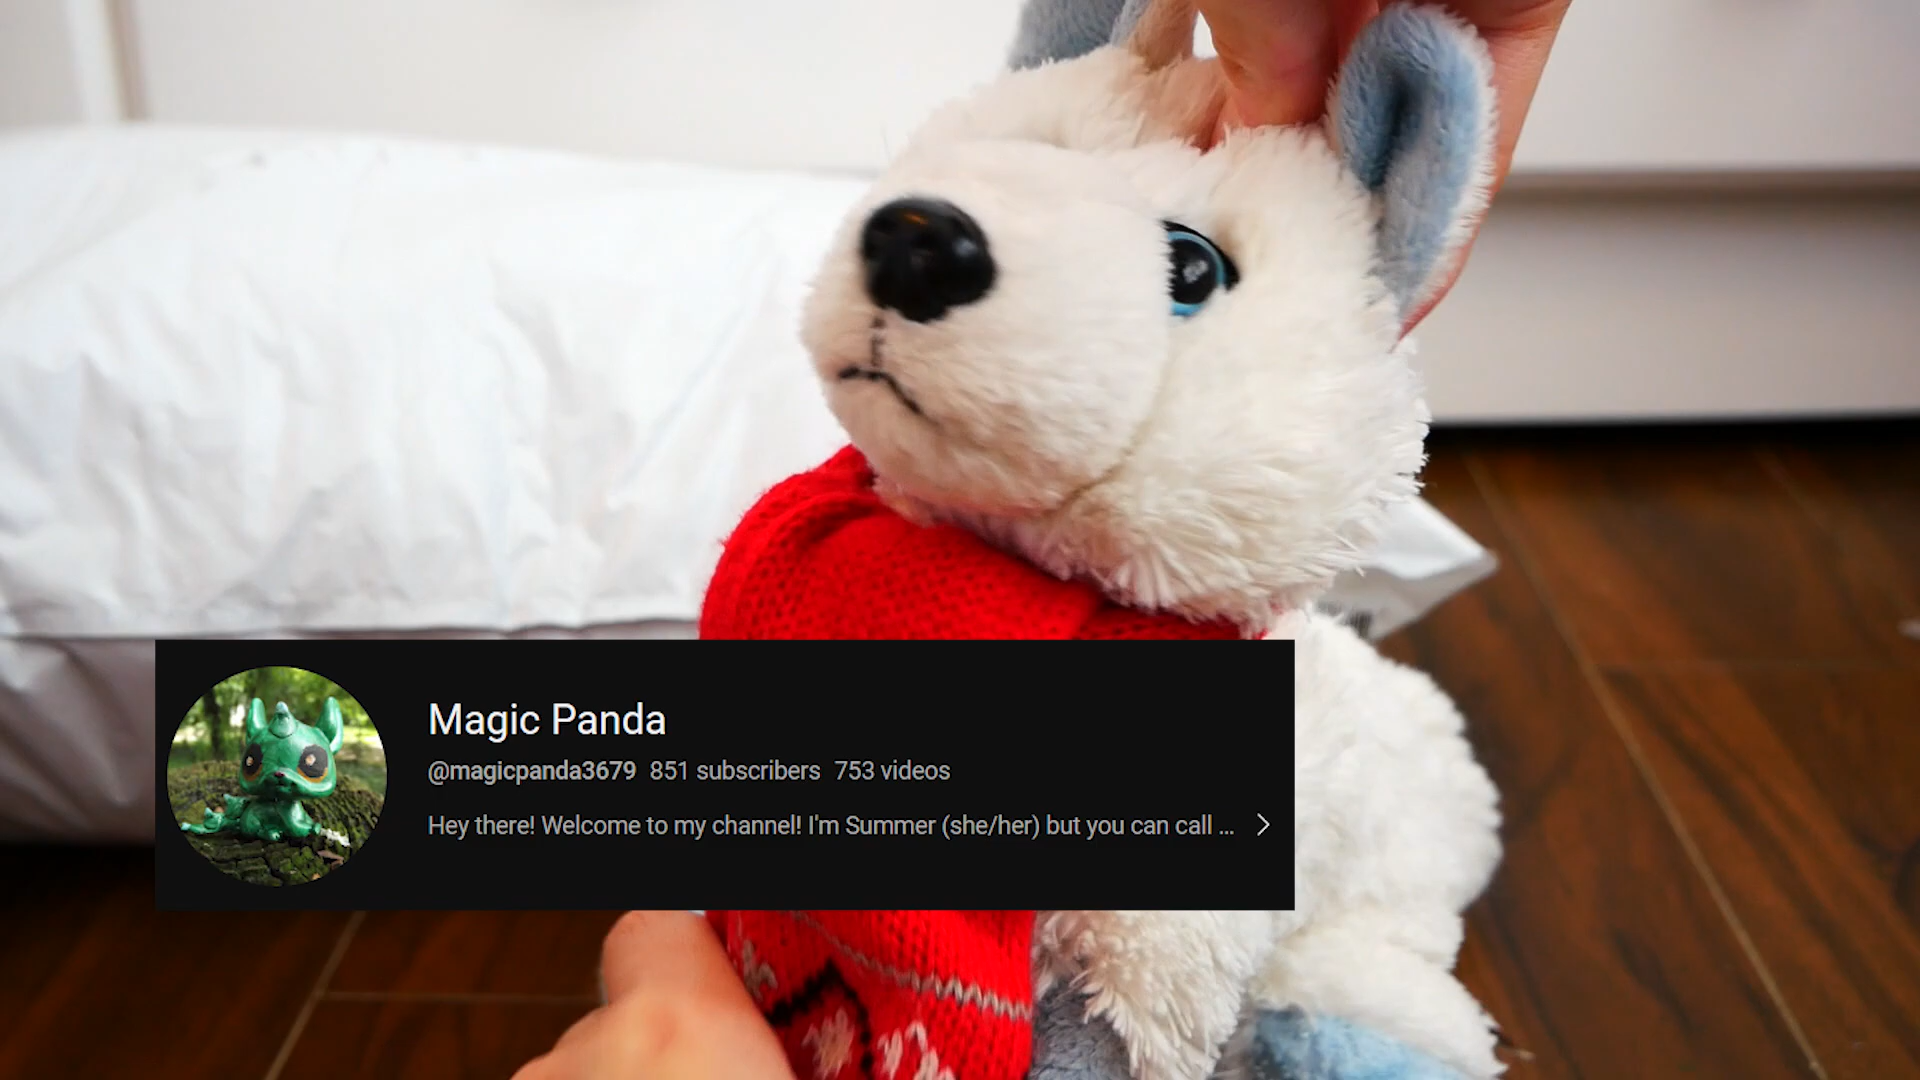 Magic Panda
@magicpanda3679 851 subscribers 753 videos
Hey there! Welcome to my channel! I'm Summer (she/her) but you can call ...